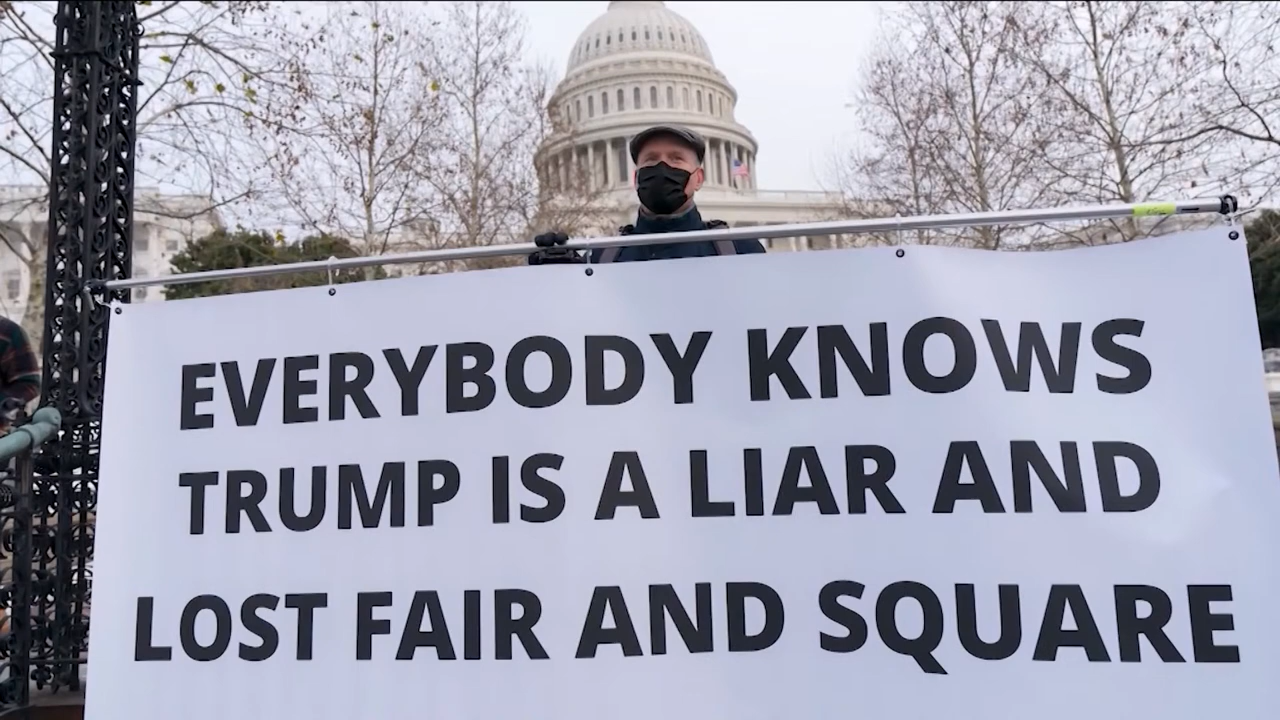 EVERYBODY KNOWS
TRUMP IS A LIAR AND
LOST FAIR AND SQUARE